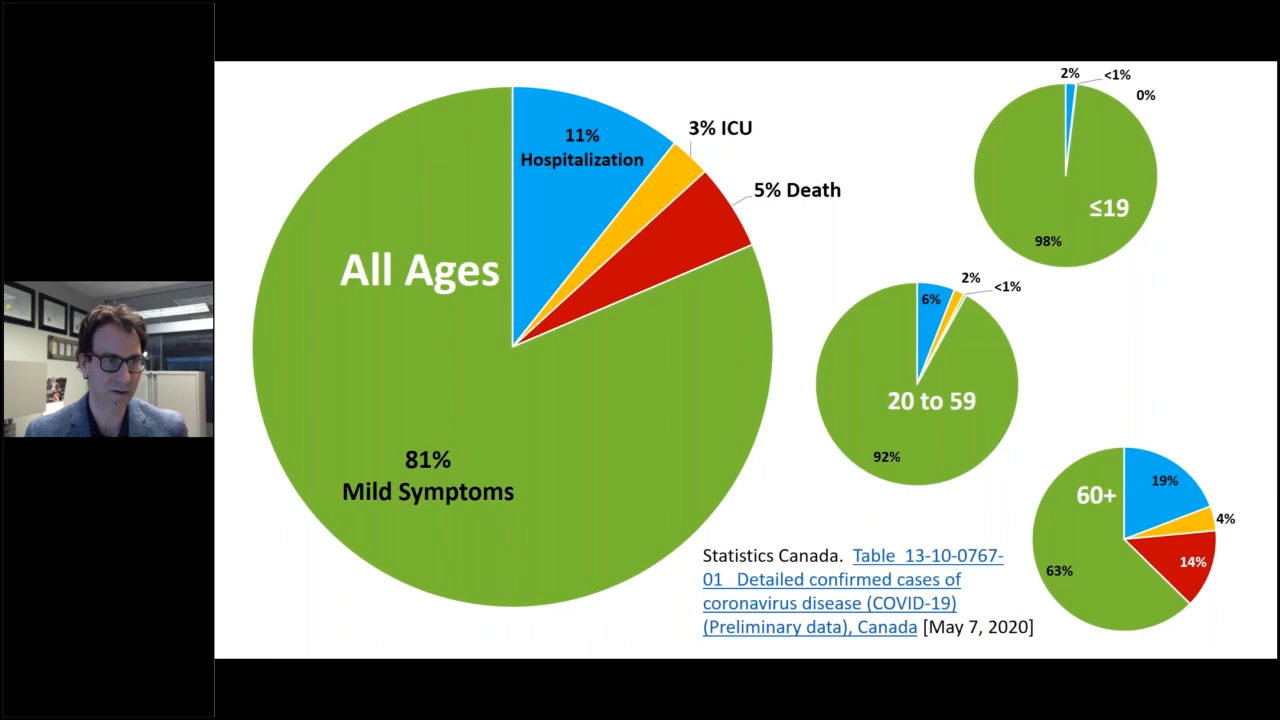 11%
Hospitalization
3% ICU
5% Death
All Ages
81%
Mild Symptoms
2%
<1%
0%
≤19
98%
6%
2%
<1%
20 to 59
92%
60+
19%
4%
14%
63%
Statistics Canada. Table 13-10-0767-
01 Detailed confirmed cases of
coronavirus disease (COVID-19)
(Preliminary data), Canada [May 7, 2020]